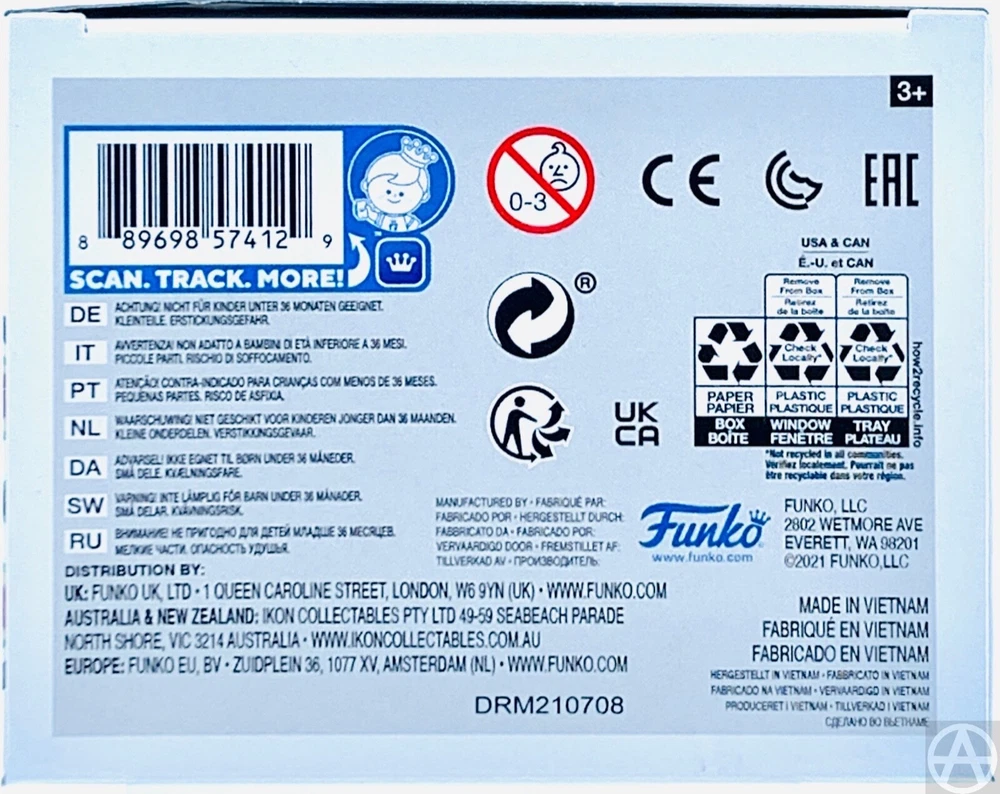 3+
8 89698 57412 9
SCAN. TRACK. MORE!
0-3
CE
EAC
®
UK
CA
USA & CAN
É.-U. et CAN
Remove
From Box
Retirez
de la boîte
Remove
From Box
Retirez
de la boîte
Check
Locally*
Check
Locally*
PAPER
PAPIER
PLASTIC
PLASTIQUE
PLASTIC
PLASTIQUE
BOX
BOÎTE
WINDOW
FENÊTRE
TRAY
PLATEAU
how2recycle.info
*Not recycled in all communities.
Vérifiez localement. Pourrait ne pas
être recyclable dans votre région.
DE
ACHTUNG! NICHT FÜR KINDER UNTER 36 MONATEN GEEIGNET.
KLEINTEILE. ERSTICKUNGSGEFAHR.
IT
AVVERTENZA! NON ADATTO A BAMBINI DI ETÀ INFERIORE A 36 MESI.
PICCOLE PARTI. RISCHIO DI SOFFOCAMENTO.
PT
ATENÇÃO! CONTRA-INDICADO PARA CRIANÇAS COM MENOS DE 36 MESES.
PEQUENAS PARTES. RISCO DE ASFIXIA.
NL
WAARSCHUWING! NIET GESCHIKT VOOR KINDEREN JONGER DAN 36 MAANDEN.
KLEINE ONDERDELEN. VERSTIKKINGSGEVAAR.
DA
ADVARSEL! IKKE EGNET TIL BØRN UNDER 36 MÅNEDER.
SMÅ DELE. KVÆLNINGSFARE.
SW
VARNING! INTE LÄMPLIG FÖR BARN UNDER 36 MÅNADER.
SMÅ DELAR. KVÄVNINGSRISK.
RU
ВНИМАНИЕ! НЕ ПРИГОДНО ДЛЯ ДЕТЕЙ МЛАДШЕ 36 МЕСЯЦЕВ.
МЕЛКИЕ ЧАСТИ. ОПАСНОСТЬ УДУШЬЯ.
MANUFACTURED BY • FABRIQUÉ PAR:
FABRICADO POR • HERGESTELLT DURCH:
FABBRICATO DA • FABRICADO POR:
VERVAARDIGD DOOR • FREMSTILLET AF:
TILLVERKAD AV • ПРОИЗВОДИТЕЛЬ:
Funko
www.funko.com
FUNKO, LLC
2802 WETMORE AVE
EVERETT, WA 98201
©2021 FUNKO,LLC
DISTRIBUTION BY:
UK: FUNKO UK, LTD • 1 QUEEN CAROLINE STREET, LONDON, W6 9YN (UK) • WWW.FUNKO.COM
AUSTRALIA & NEW ZEALAND: IKON COLLECTABLES PTY LTD 49-59 SEABEACH PARADE
NORTH SHORE, VIC 3214 AUSTRALIA • WWW.IKONCOLLECTABLES.COM.AU
EUROPE: FUNKO EU, BV • ZUIDPLEIN 36, 1077 XV, AMSTERDAM (NL) • WWW.FUNKO.COM
MADE IN VIETNAM
FABRIQUÉ EN VIETNAM
FABRICADO EN VIETNAM
HERGESTELLT IN VIETNAM • FABBRICATO IN VIETNAM
FABRICADO NA VIETNAM • VERVAARDIGD IN VIETNAM
PRODUCERET I VIETNAM • TILLVERKAD I VIETNAM
СДЕЛАНО ВО ВЬЕТНАМЕ
DRM210708